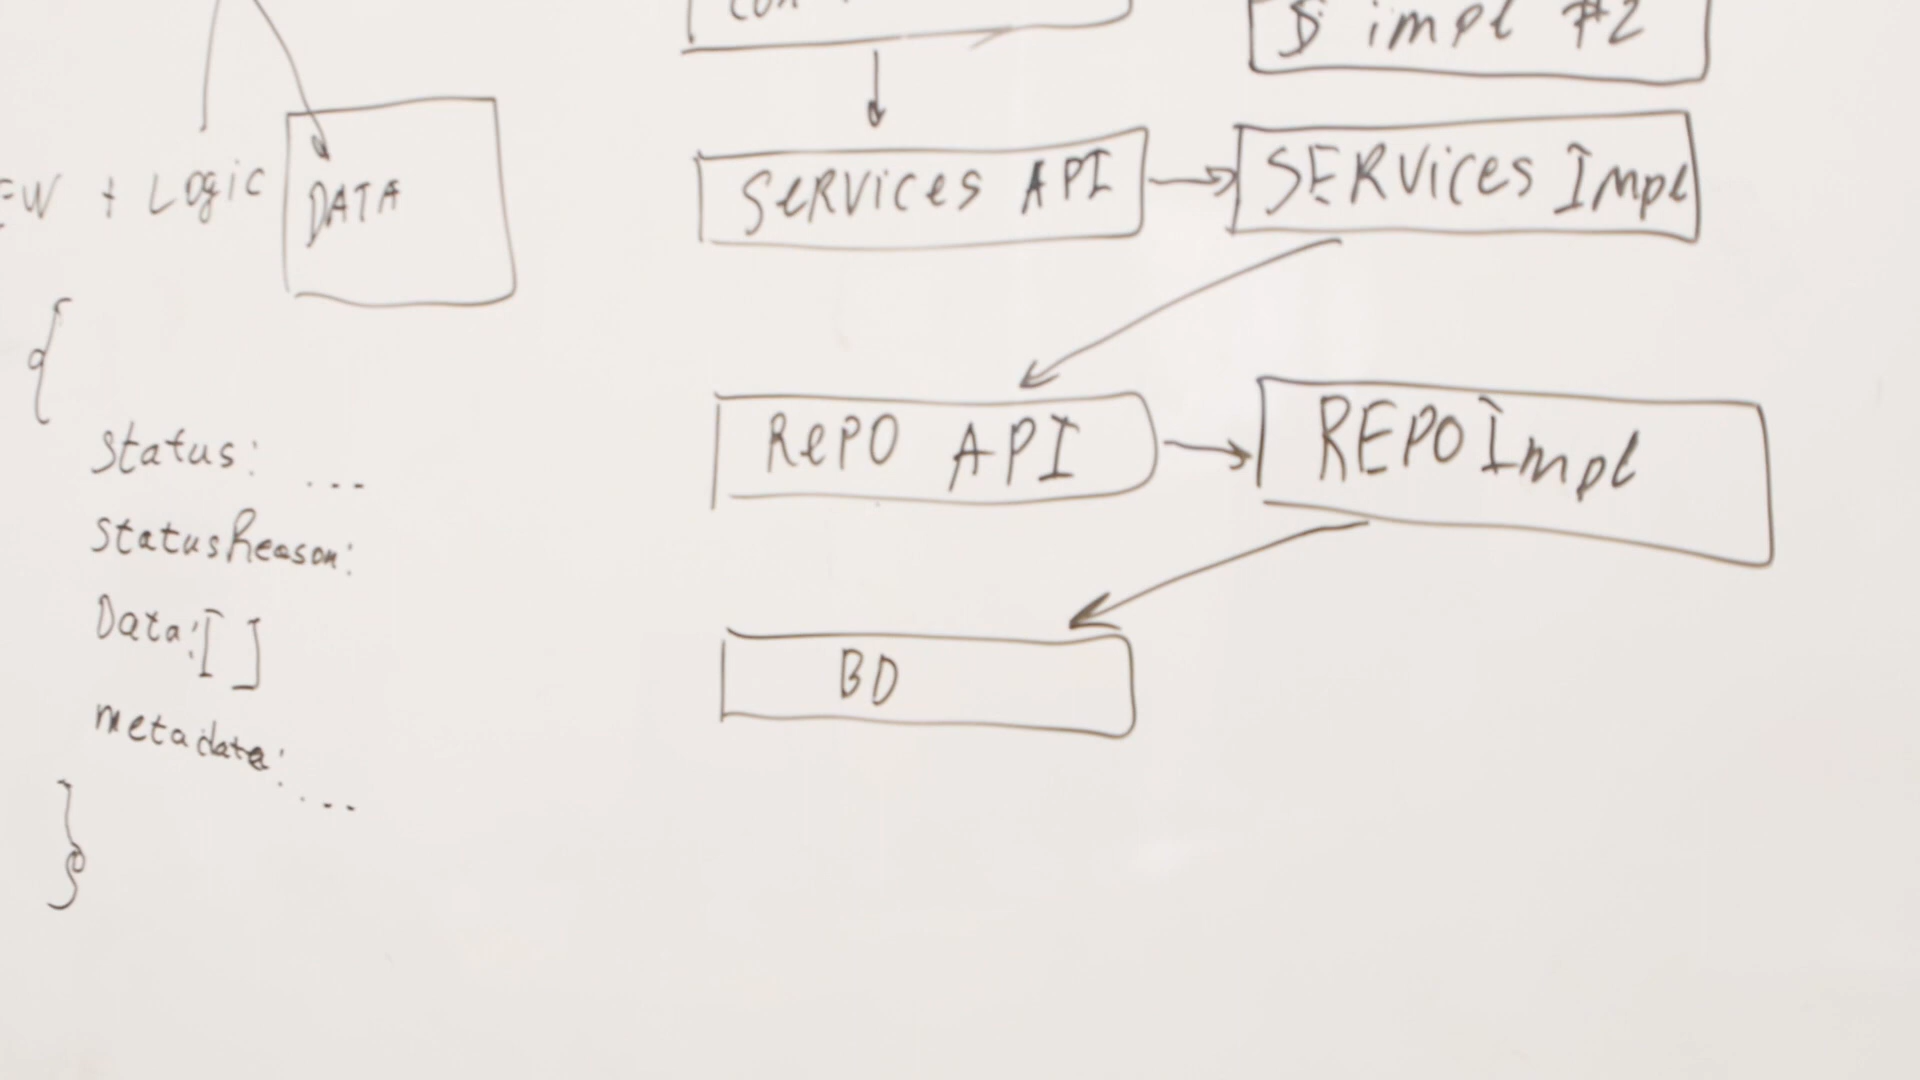 S impl #2
Services API
SERVices Impl
Logic
DATA
RePO API
REPO Impl
Status: ...
statusReason:
Data: [ ]
BD
metadata: ...
{
}